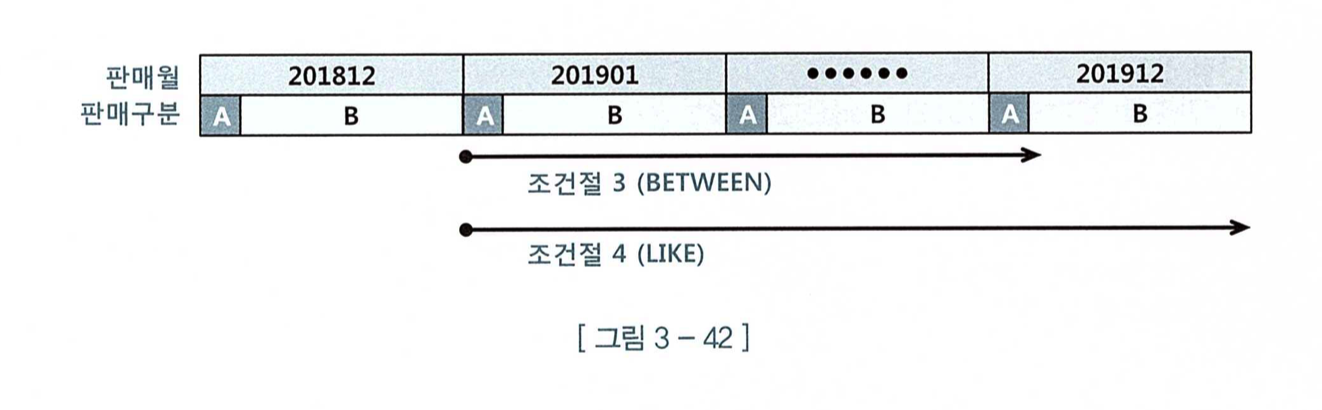 판매월 201812 201901 •••••• 201912
판매구분 A B A B A B A B
조건절 3 (BETWEEN)
조건절 4 (LIKE)
[ 그림 3 – 42 ]